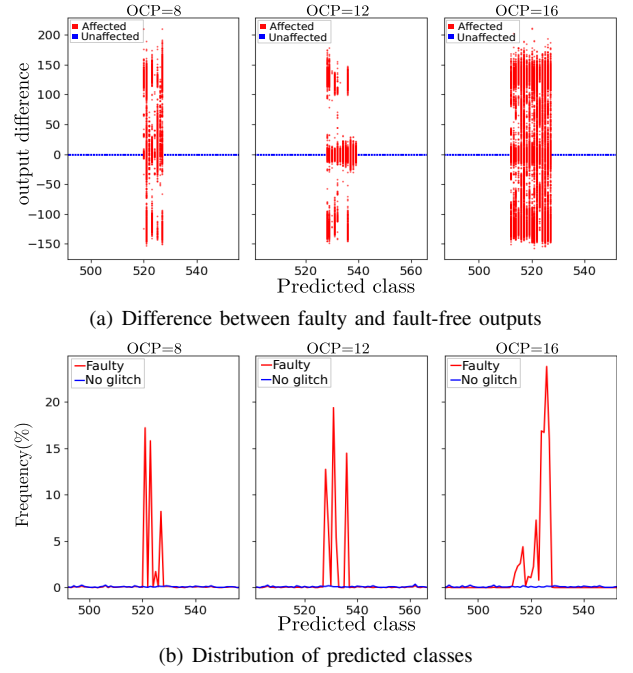 OCP=8 OCP=12 OCP=16
Affected Affected Affected
Unaffected Unaffected Unaffected
output difference
200
150
100
50
0
−50
−100
−150
500 520 540 520 540 560 500 520 540
Predicted class
(a) Difference between faulty and fault-free outputs
OCP=8 OCP=12 OCP=16
Faulty Faulty Faulty
No glitch No glitch No glitch
Frequency(%)
20
15
10
5
0
500 520 540 520 540 560 500 520 540
Predicted class
(b) Distribution of predicted classes